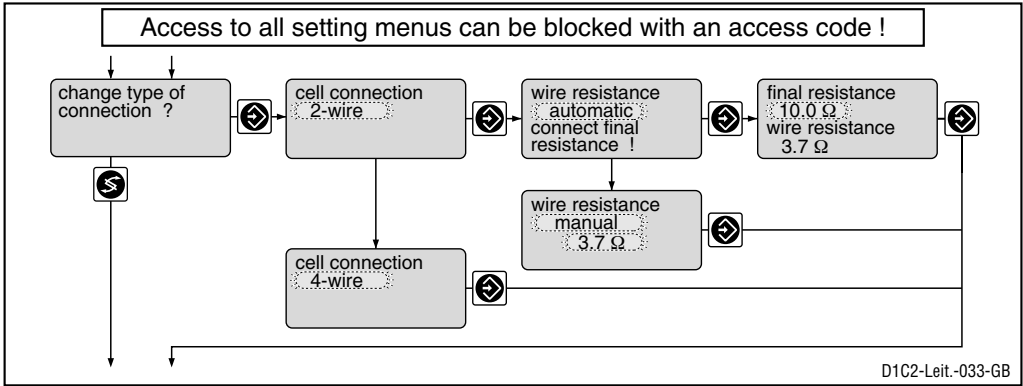 Access to all setting menus can be blocked with an access code !
change type of
connection ?
cell connection
2-wire
wire resistance
automatic
connect final
resistance !
final resistance
10.0 Ω
wire resistance
3.7 Ω
wire resistance
manual
3.7 Ω
cell connection
4-wire
D1C2-Leit.-033-GB